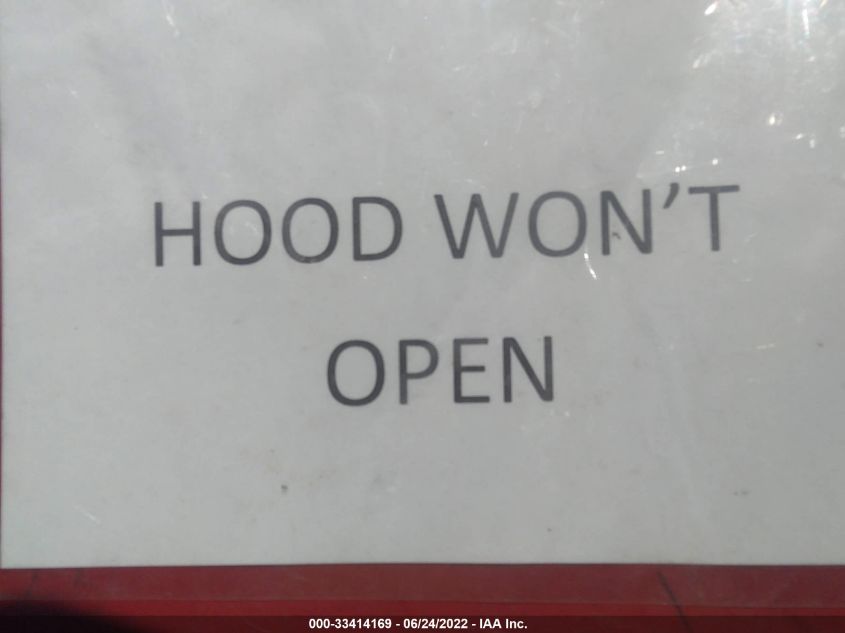 HOOD WON'T
OPEN
000-33414169 - 06/24/2022 - IAA Inc.